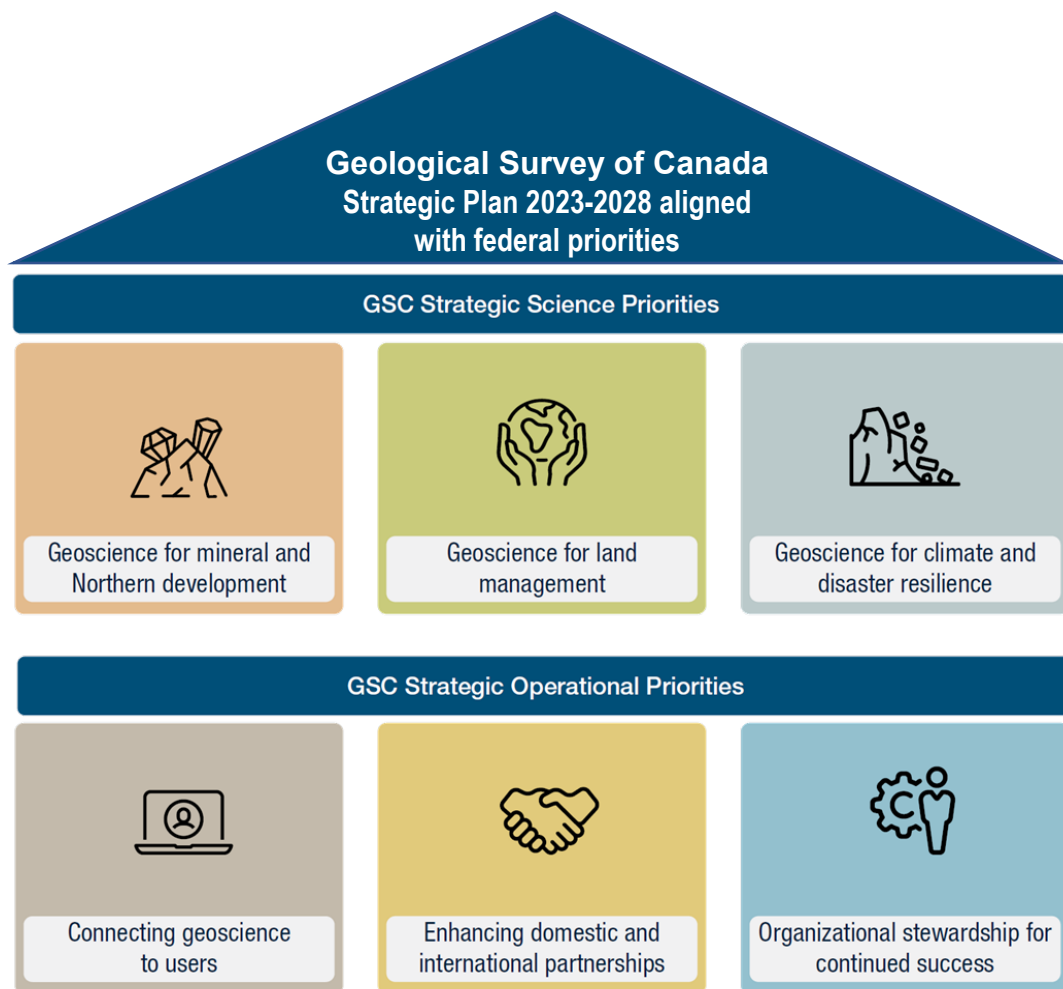 Geological Survey of Canada
Strategic Plan 2023-2028 aligned
with federal priorities
GSC Strategic Science Priorities
Geoscience for mineral and
Northern development
Geoscience for land
management
Geoscience for climate and
disaster resilience
GSC Strategic Operational Priorities
Connecting geoscience
to users
Enhancing domestic and
international partnerships
Organizational stewardship for
continued success